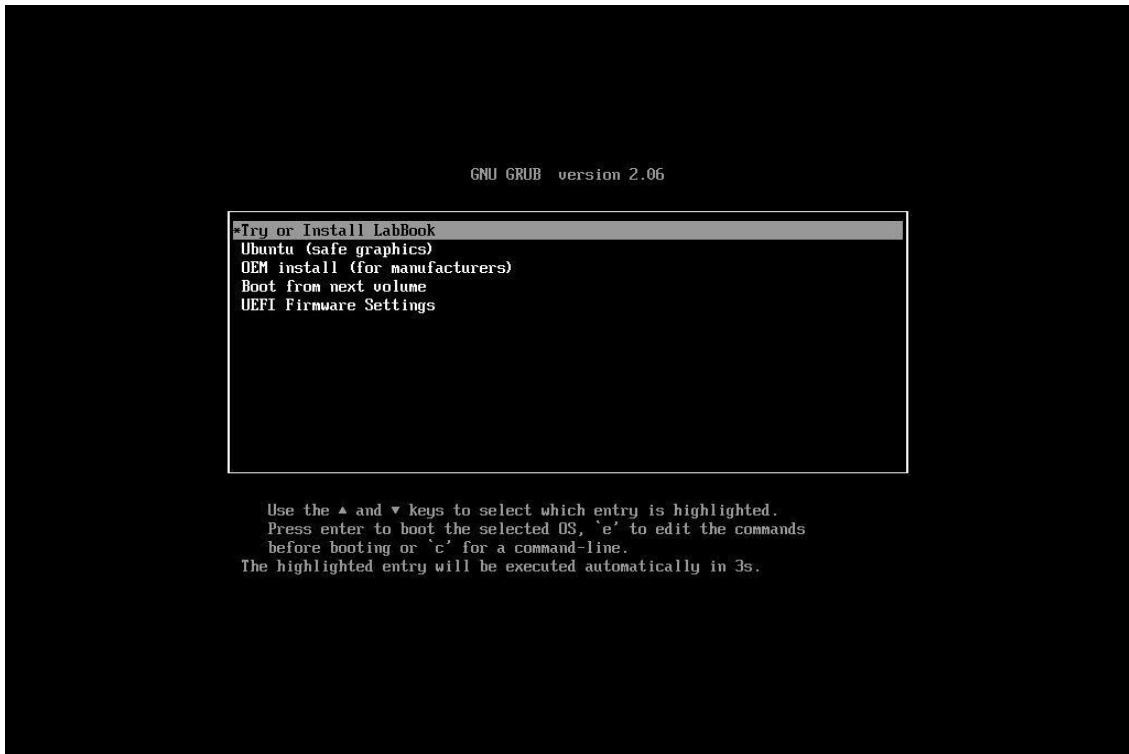 GNU GRUB  version 2.06
*Try or Install LabBook
Ubuntu (safe graphics)
OEM install (for manufacturers)
Boot from next volume
UEFI Firmware Settings
Use the ▲ and ▼ keys to select which entry is highlighted.
Press enter to boot the selected OS, `e' to edit the commands
before booting or `c' for a command-line.
The highlighted entry will be executed automatically in 3s.